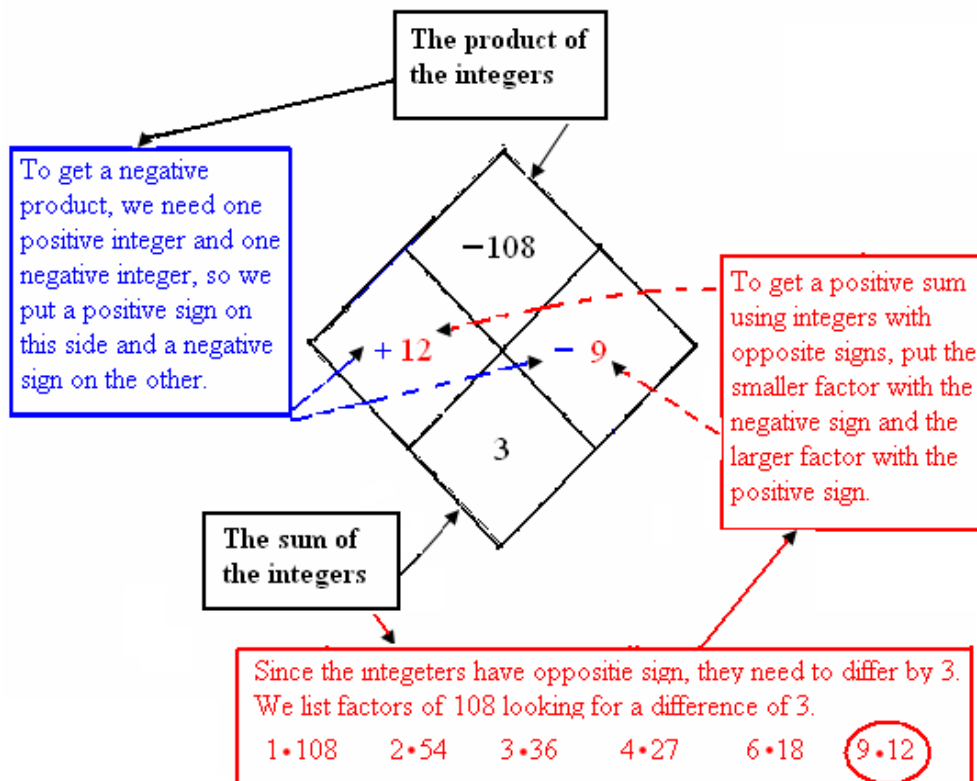 The product of
the integers
To get a negative
product, we need one
positive integer and one
negative integer, so we
put a positive sign on
this side and a negative
sign on the other.
−108
+ 12
− 9
3
To get a positive sum
using integers with
opposite signs, put the
smaller factor with the
negative sign and the
larger factor with the
positive sign.
The sum of
the integers
Since the integeters have oppositie sign, they need to differ by 3.
We list factors of 108 looking for a difference of 3.
1•108 2•54 3•36 4•27 6•18 9•12